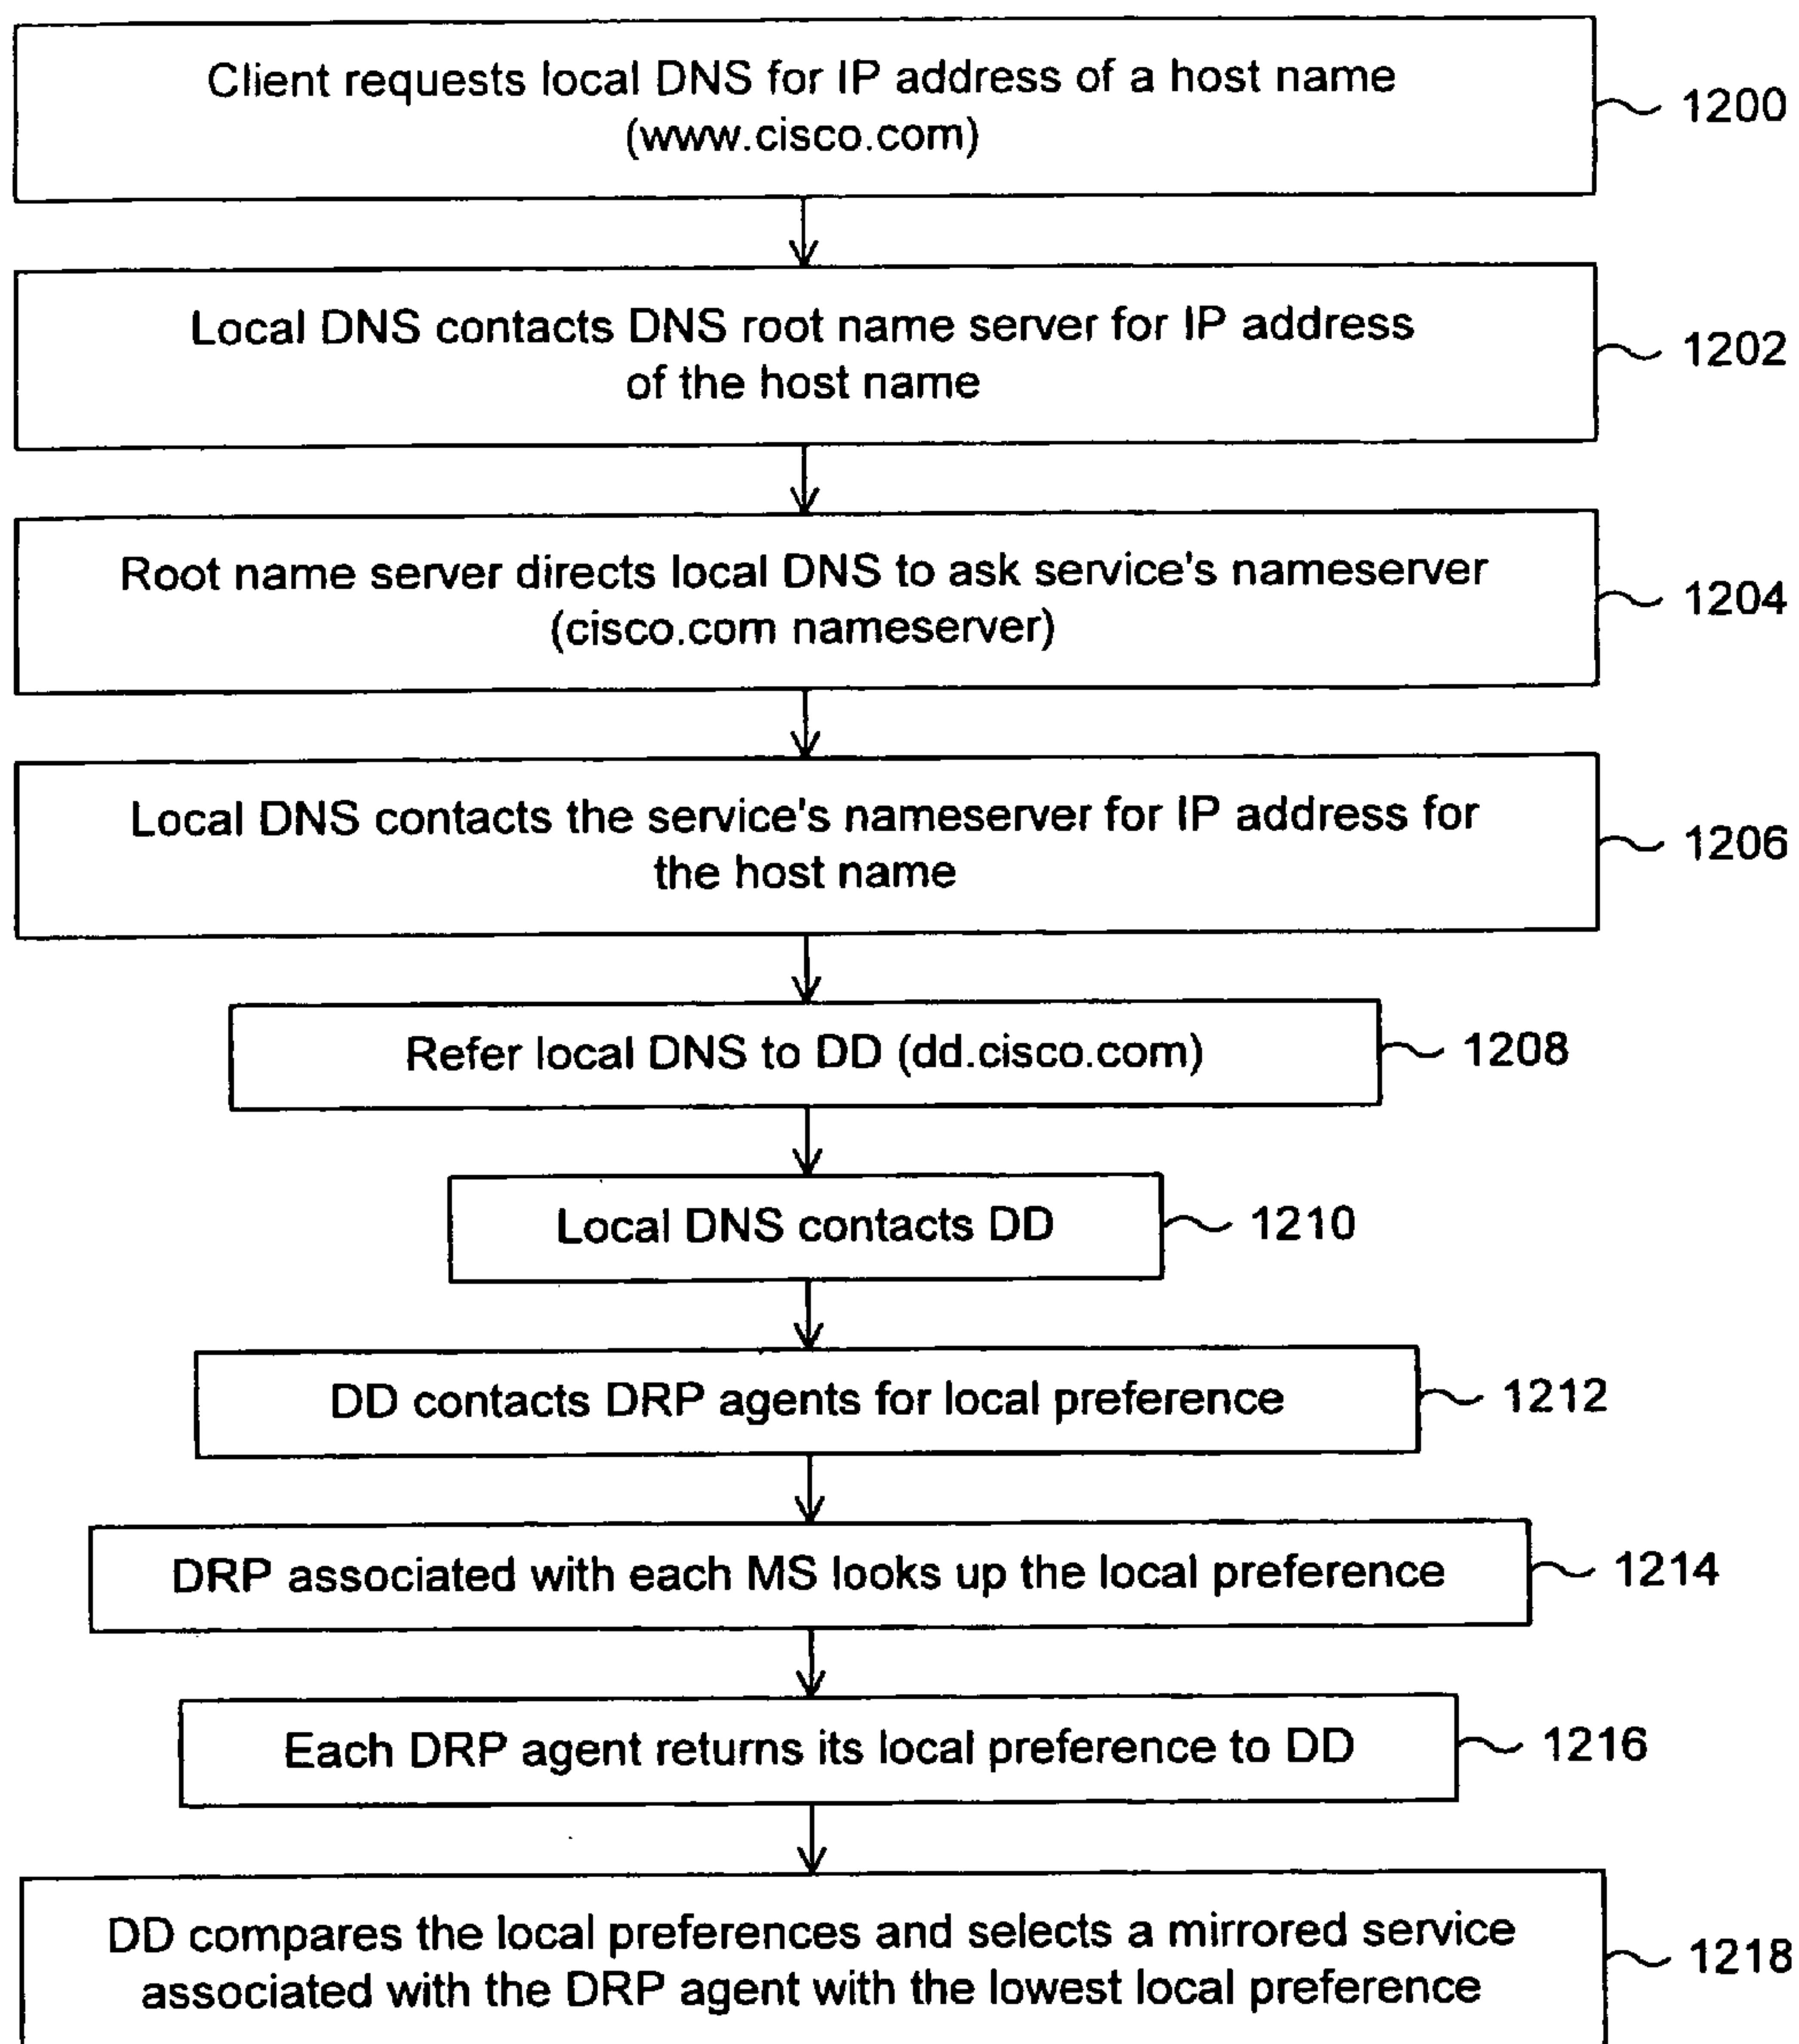 Client requests local DNS for IP address of a host name
(www.cisco.com)
1200
Local DNS contacts DNS root name server for IP address
of the host name
1202
Root name server directs local DNS to ask service's nameserver
(cisco.com nameserver)
1204
Local DNS contacts the service's nameserver for IP address for
the host name
1206
Refer local DNS to DD (dd.cisco.com)
1208
Local DNS contacts DD
1210
DD contacts DRP agents for local preference
1212
DRP associated with each MS looks up the local preference
1214
Each DRP agent returns its local preference to DD
1216
DD compares the local preferences and selects a mirrored service
associated with the DRP agent with the lowest local preference
1218